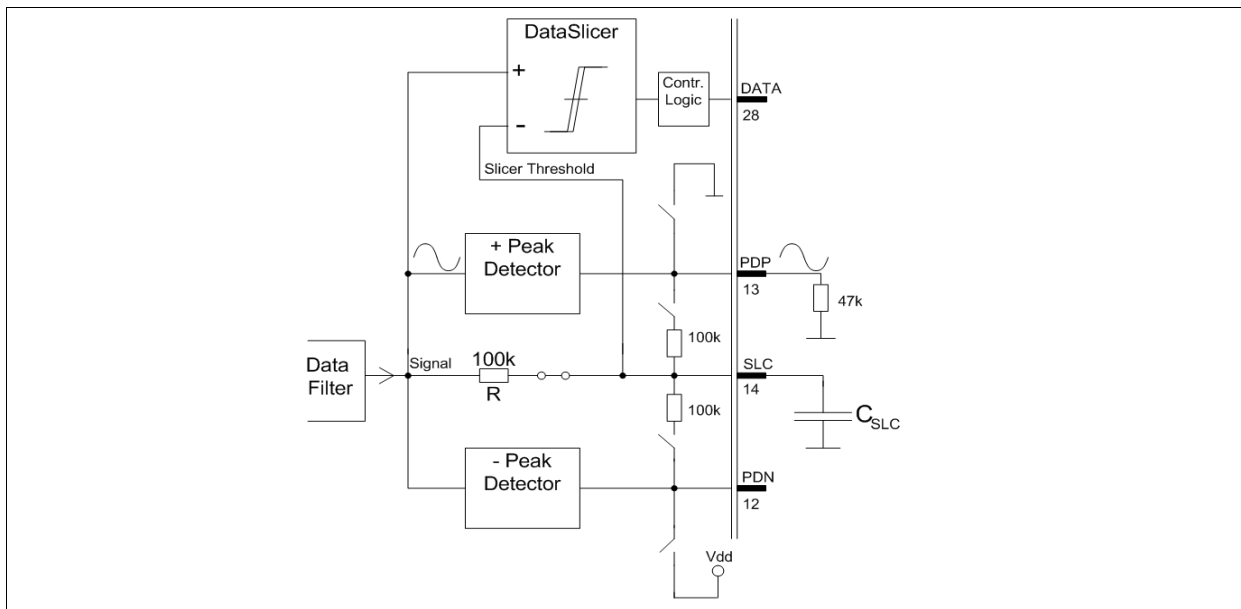 DataSlicer
+
-
Contr.
Logic
DATA
28
Slicer Threshold
+ Peak
Detector
PDP
13
47k
100k
Data
Filter
Signal
100k
R
SLC
14
C SLC
100k
- Peak
Detector
PDN
12
Vdd